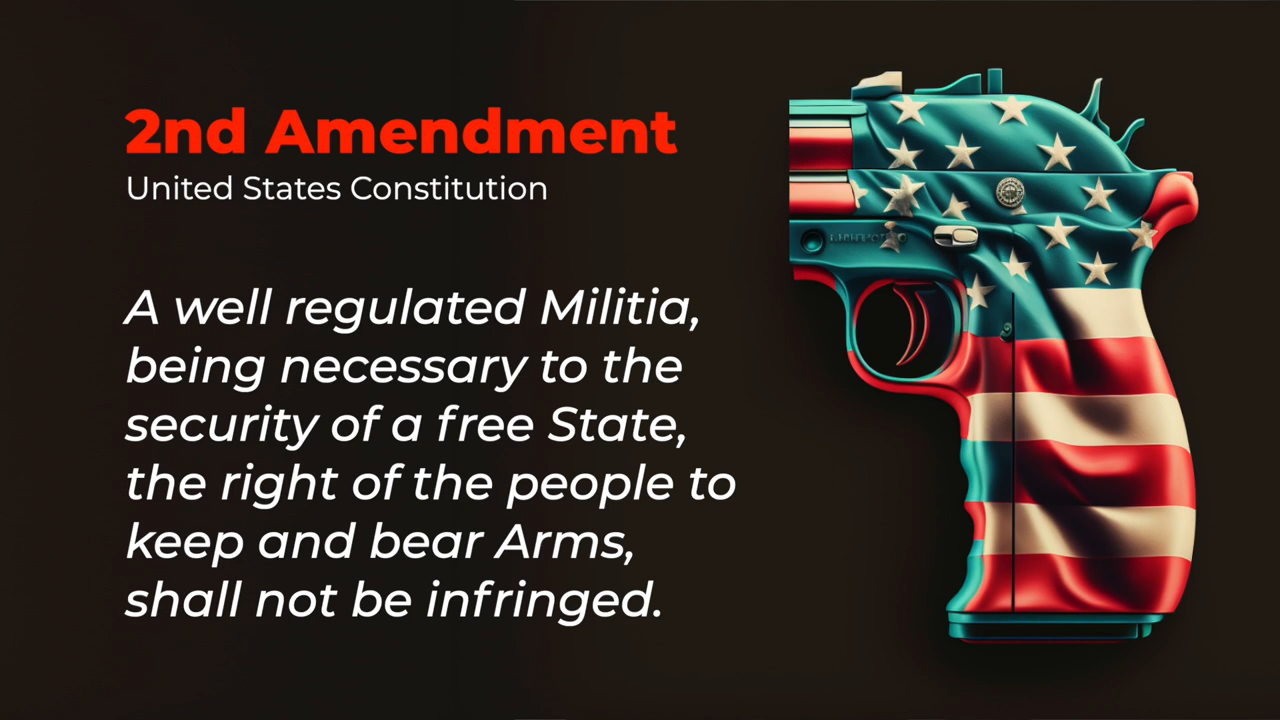 2nd Amendment
United States Constitution
A well regulated Militia,
being necessary to the
security of a free State,
the right of the people to
keep and bear Arms,
shall not be infringed.